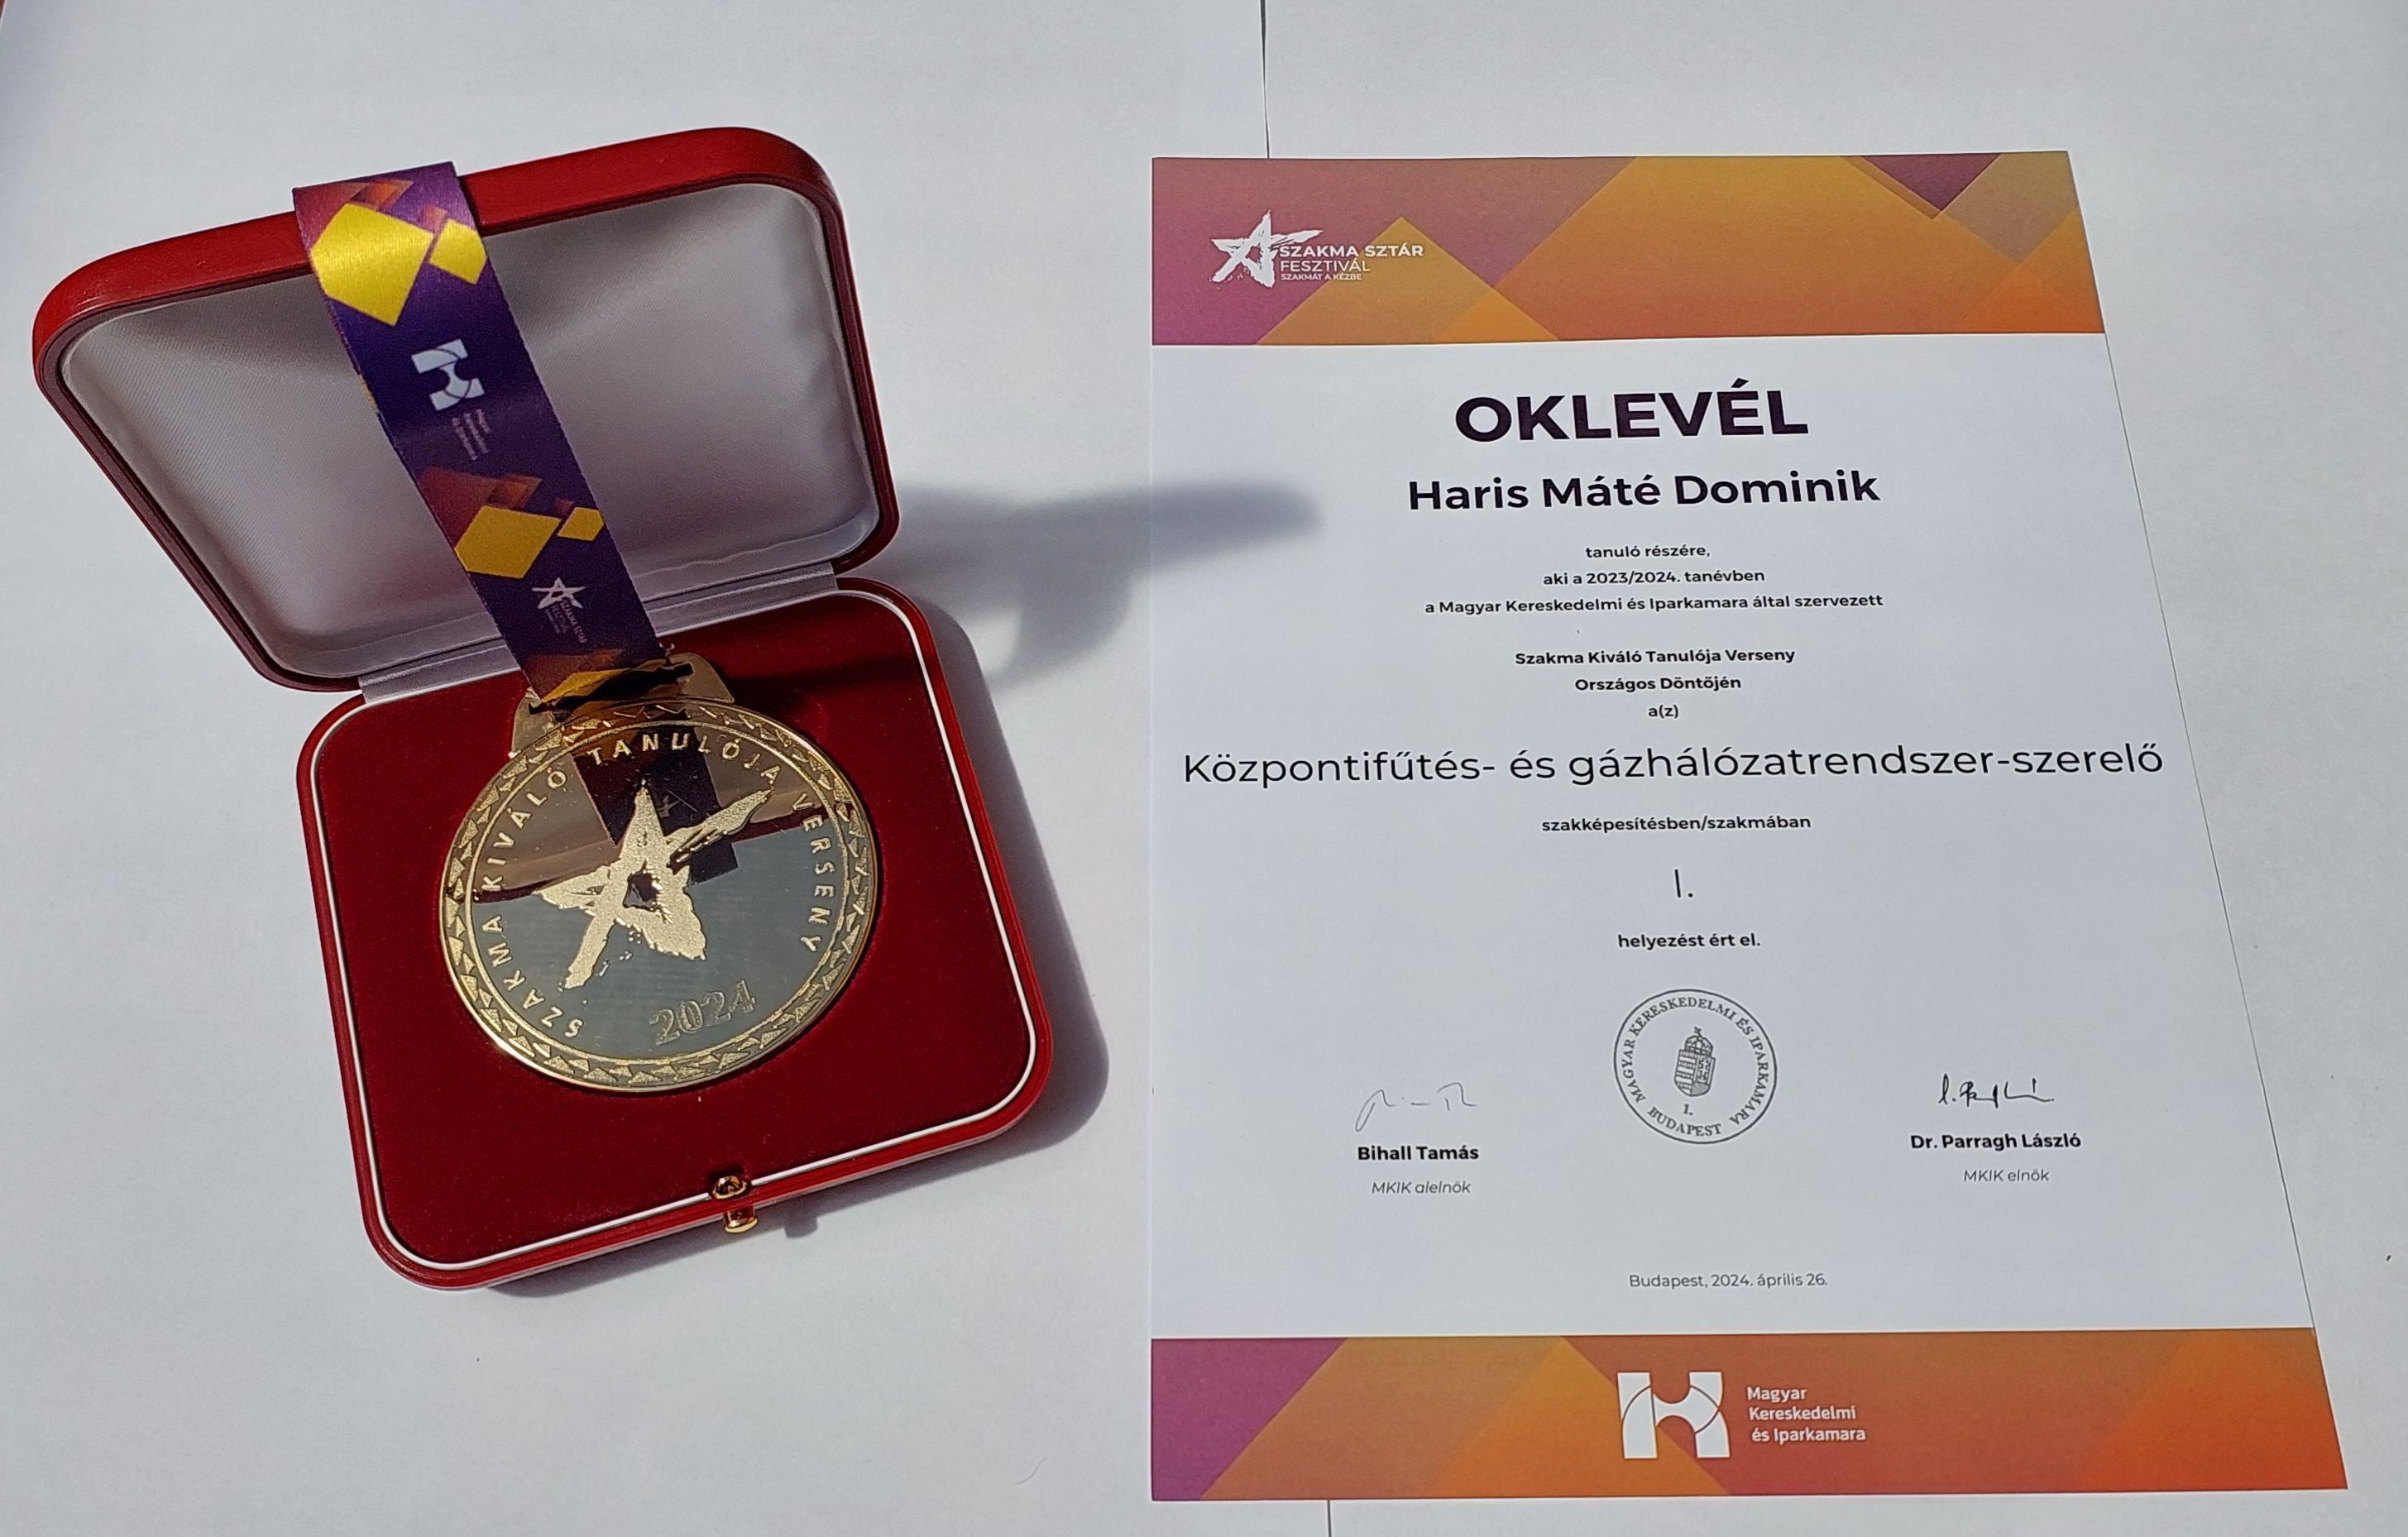 SZAKMA KIVÁLÓ TANULÓJA VERSENY
2024
SZAKMA SZTÁR
FESZTIVÁL
SZAKMÁT A KÉZBE
OKLEVÉL
Haris Máté Dominik
tanuló részére,
aki a 2023/2024. tanévben
a Magyar Kereskedelmi és Iparkamara által szervezett
Szakma Kiváló Tanulója Verseny
Országos Döntőjén
a(z)
Központifűtés- és gázhálózatrendszer-szerelő
szakképesítésben/szakmában
I.
helyezést ért el.
MAGYAR KERESKEDELMI ÉS IPARKAMARA
1.
BUDAPEST
Bihall Tamás
MKIK alelnök
Dr. Parragh László
MKIK elnök
Budapest, 2024. április 26.
Magyar
Kereskedelmi
és Iparkamara